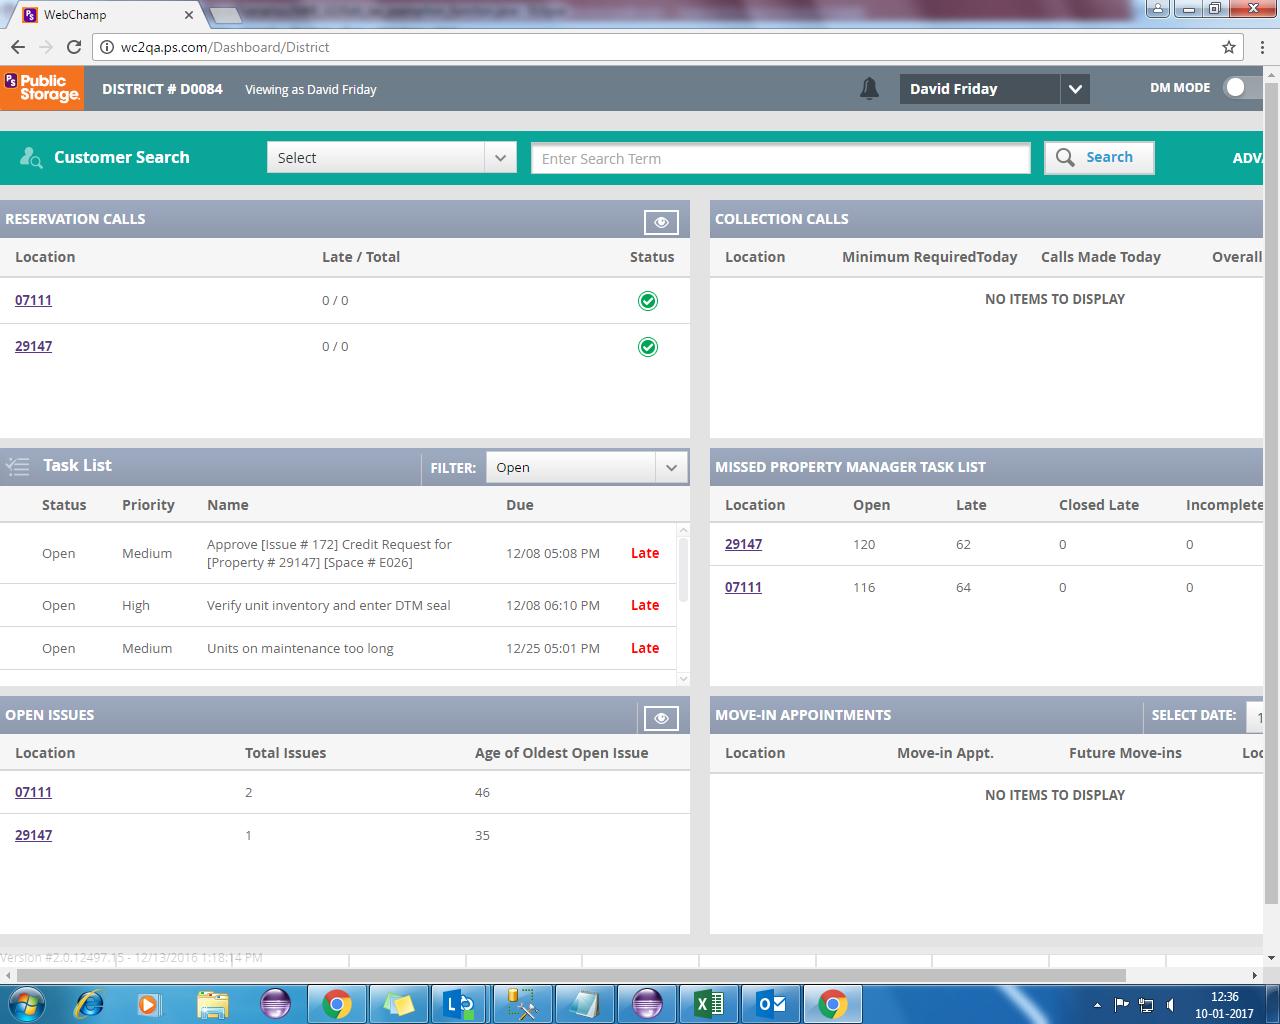 WebChamp
wc2qa.ps.com/Dashboard/District
PS Public Storage.
DISTRICT # D0084
Viewing as David Friday
David Friday
DM MODE
Customer Search
Select
Enter Search Term
Search
ADV
RESERVATION CALLS
Location Late / Total Status
07111 0 / 0
29147 0 / 0
COLLECTION CALLS
Location Minimum RequiredToday Calls Made Today Overall
NO ITEMS TO DISPLAY
Task List
FILTER: Open
Status Priority Name Due
Open Medium Approve [Issue # 172] Credit Request for 12/08 05:08 PM Late
[Property # 29147] [Space # E026]
Open High Verify unit inventory and enter DTM seal 12/08 06:10 PM Late
Open Medium Units on maintenance too long 12/25 05:01 PM Late
MISSED PROPERTY MANAGER TASK LIST
Location Open Late Closed Late Incomplete
29147 120 62 0 0
07111 116 64 0 0
OPEN ISSUES
Location Total Issues Age of Oldest Open Issue
07111 2 46
29147 1 35
MOVE-IN APPOINTMENTS
SELECT DATE: 1
Location Move-in Appt. Future Move-ins Loc
NO ITEMS TO DISPLAY
Version #2.0.12497.15 - 12/13/2016 1:18:14 PM
12:36
10-01-2017